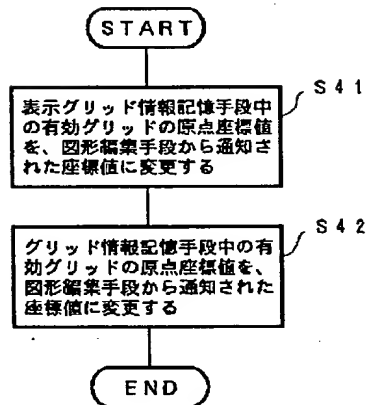 START
S41
表示グリッド情報記憶手段中
の有効グリッドの原点座標値
を、図形編集手段から通知さ
れた座標値に変更する
S42
グリッド情報記憶手段中の有
効グリッドの原点座標値を、
図形編集手段から通知された
座標値に変更する
END